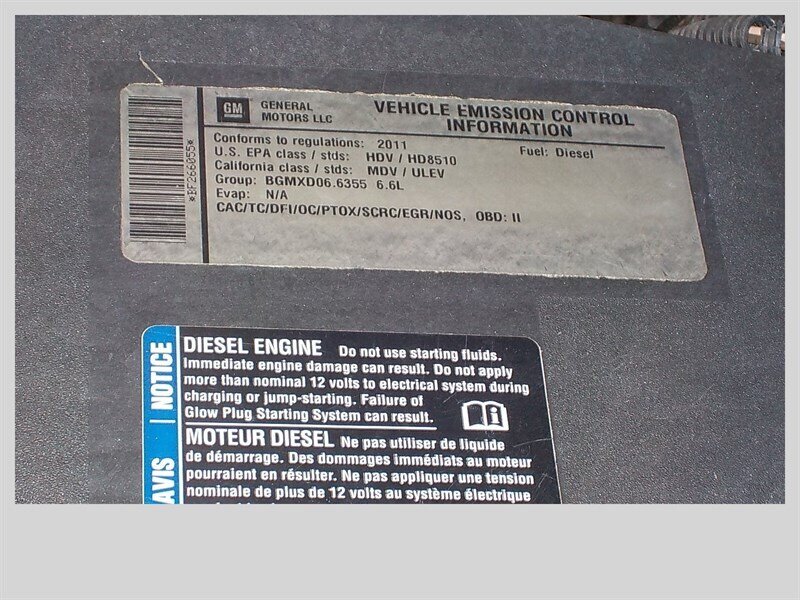 *BF266055*
GM
GENERAL
MOTORS LLC
VEHICLE EMISSION CONTROL
INFORMATION
Conforms to regulations: 2011
Fuel: Diesel
U.S. EPA class / stds: HDV / HD8510
California class / stds: MDV / ULEV
Group: BGMXD06.6355 6.6L
Evap: N/A
CAC/TC/DFI/OC/PTOX/SCRC/EGR/NOS, OBD: II
AVIS | NOTICE
DIESEL ENGINE Do not use starting fluids.
Immediate engine damage can result. Do not apply
more than nominal 12 volts to electrical system during
charging or jump-starting. Failure of
Glow Plug Starting System can result.
MOTEUR DIESEL Ne pas utiliser de liquide
de démarrage. Des dommages immédiats au moteur
pourraient en résulter. Ne pas appliquer une tension
nominale de plus de 12 volts au système électrique